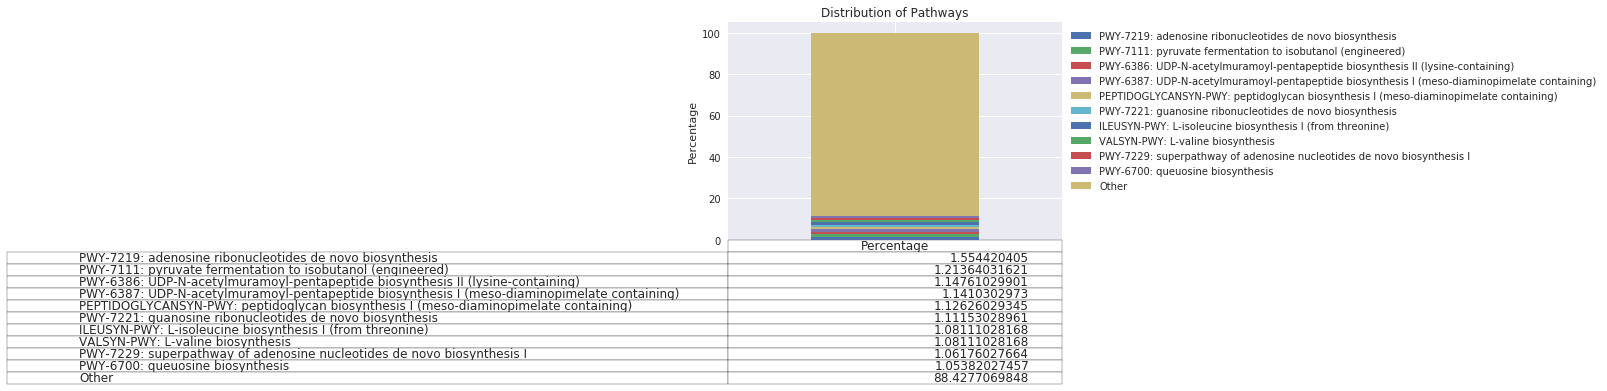 Distribution of Pathways
100
80
60
40
20
0
Percentage
PWY-7219: adenosine ribonucleotides de novo biosynthesis
PWY-7111: pyruvate fermentation to isobutanol (engineered)
PWY-6386: UDP-N-acetylmuramoyl-pentapeptide biosynthesis II (lysine-containing)
PWY-6387: UDP-N-acetylmuramoyl-pentapeptide biosynthesis I (meso-diaminopimelate containing)
PEPTIDOGLYCANSYN-PWY: peptidoglycan biosynthesis I (meso-diaminopimelate containing)
PWY-7221: guanosine ribonucleotides de novo biosynthesis
ILEUSYN-PWY: L-isoleucine biosynthesis I (from threonine)
VALSYN-PWY: L-valine biosynthesis
PWY-7229: superpathway of adenosine nucleotides de novo biosynthesis I
PWY-6700: queuosine biosynthesis
Other
Percentage
PWY-7219: adenosine ribonucleotides de novo biosynthesis 1.554420405
PWY-7111: pyruvate fermentation to isobutanol (engineered) 1.21364031621
PWY-6386: UDP-N-acetylmuramoyl-pentapeptide biosynthesis II (lysine-containing) 1.14761029901
PWY-6387: UDP-N-acetylmuramoyl-pentapeptide biosynthesis I (meso-diaminopimelate containing) 1.1410302973
PEPTIDOGLYCANSYN-PWY: peptidoglycan biosynthesis I (meso-diaminopimelate containing) 1.12626029345
PWY-7221: guanosine ribonucleotides de novo biosynthesis 1.11153028961
ILEUSYN-PWY: L-isoleucine biosynthesis I (from threonine) 1.08111028168
VALSYN-PWY: L-valine biosynthesis 1.08111028168
PWY-7229: superpathway of adenosine nucleotides de novo biosynthesis I 1.06176027664
PWY-6700: queuosine biosynthesis 1.05382027457
Other 88.4277069848